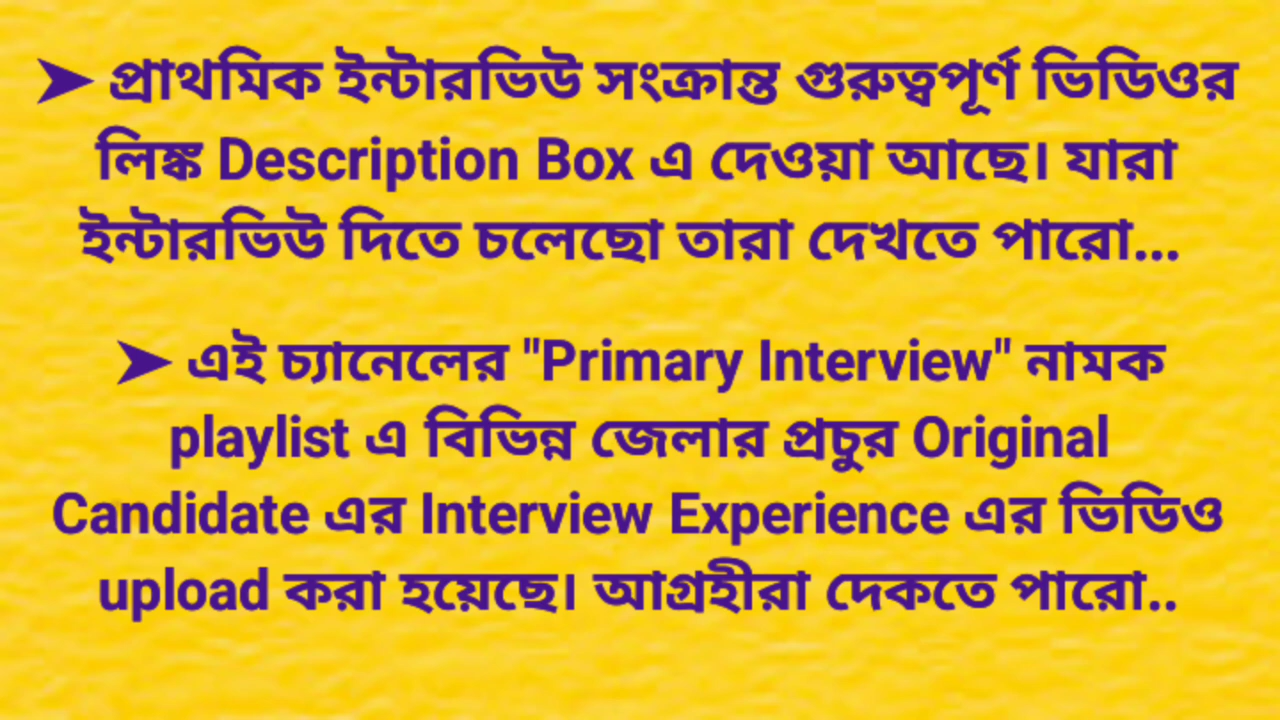 ➤ প্রাথমিক ইন্টারভিউ সংক্রান্ত গুরুত্বপূর্ণ ভিডিওর
লিঙ্ক Description Box এ দেওয়া আছে। যারা
ইন্টারভিউ দিতে চলেছো তারা দেখতে পারো...
➤ এই চ্যানেলের "Primary Interview" নামক
playlist এ বিভিন্ন জেলার প্রচুর Original
Candidate এর Interview Experience এর ভিডিও
upload করা হয়েছে। আগ্রহীরা দেকতে পারো..